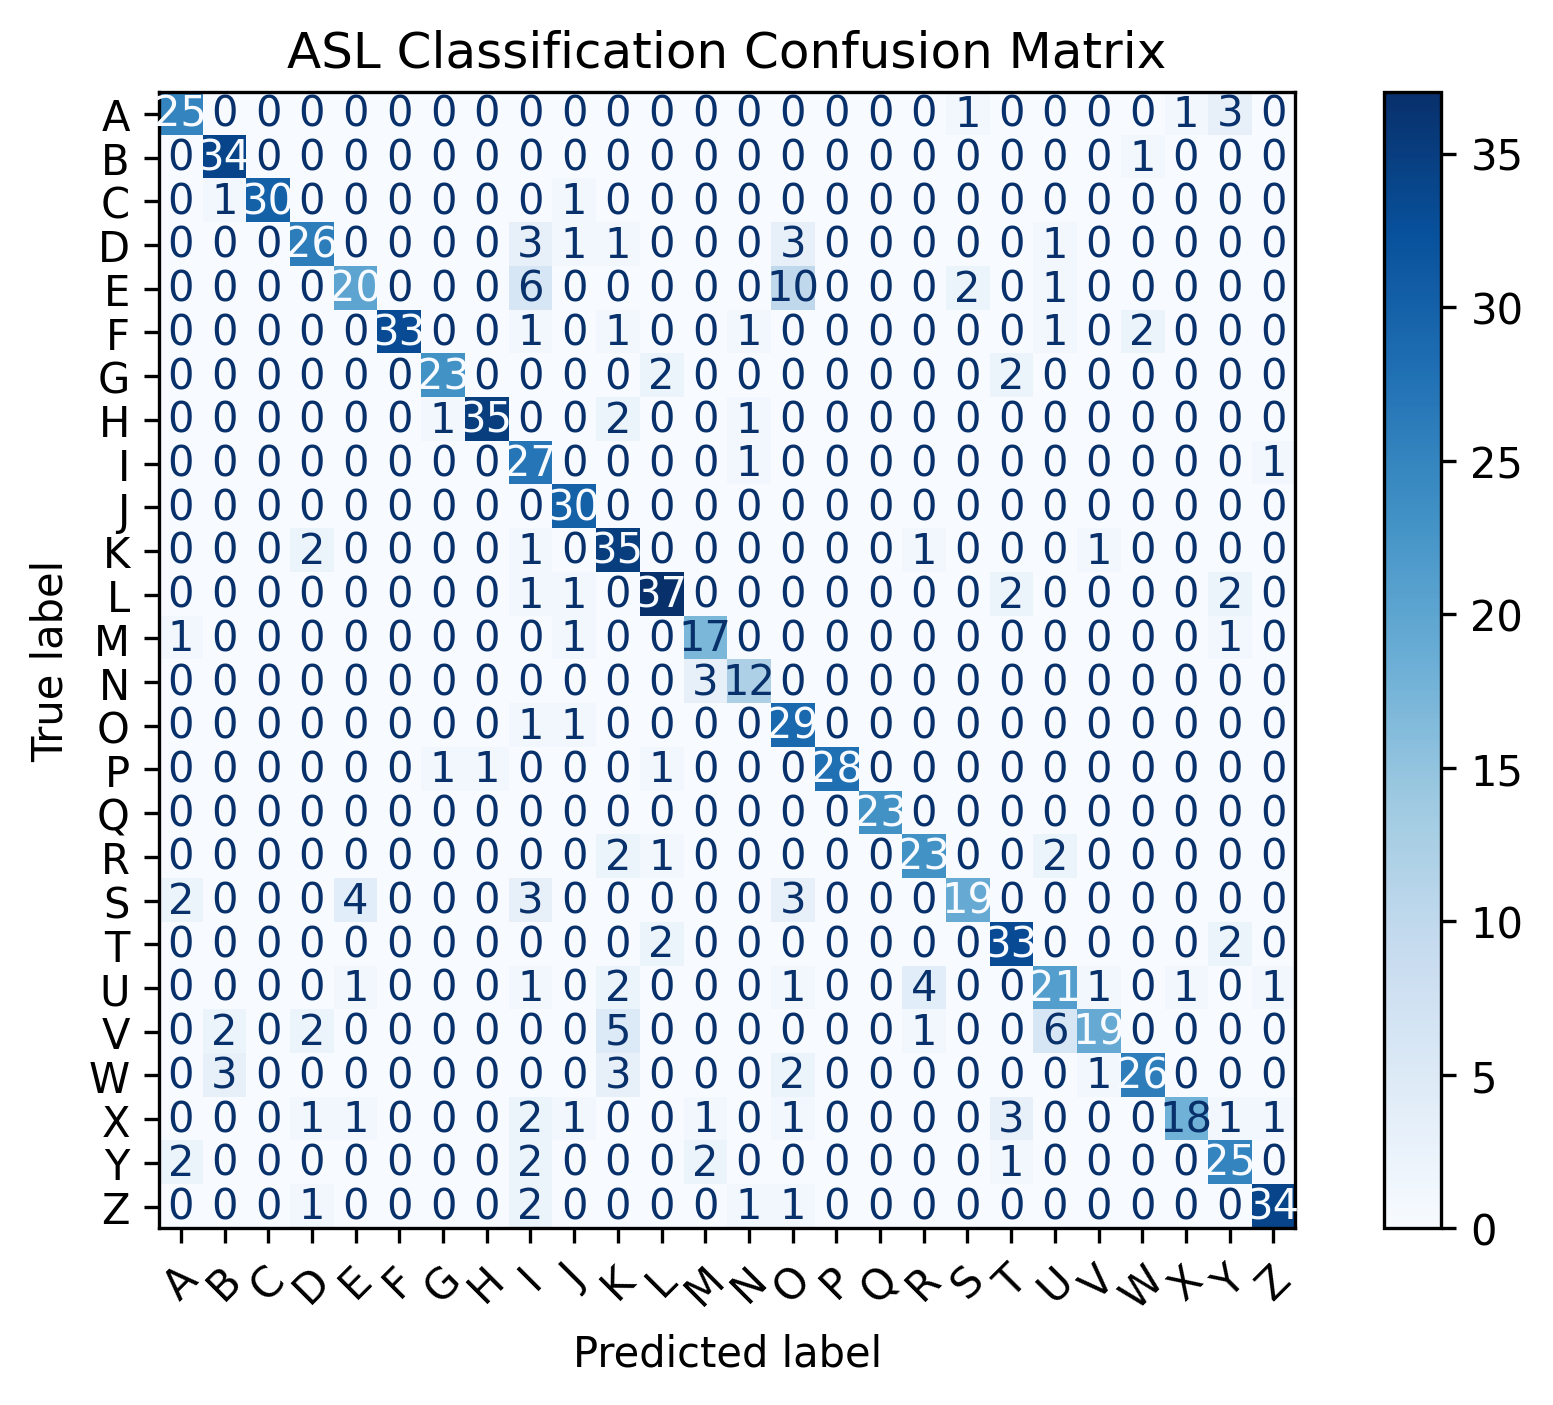 ASL Classification Confusion Matrix
A 25 0 0 0 0 0 0 0 0 0 0 0 0 0 0 0 0 0 1 0 0 0 0 1 3 0
B 0 34 0 0 0 0 0 0 0 0 0 0 0 0 0 0 0 0 0 0 0 0 1 0 0 0
C 0 1 30 0 0 0 0 0 0 1 0 0 0 0 0 0 0 0 0 0 0 0 0 0 0 0
D 0 0 0 26 0 0 0 0 3 1 1 0 0 0 3 0 0 0 0 0 1 0 0 0 0 0
E 0 0 0 0 20 0 0 0 6 0 0 0 0 0 10 0 0 0 2 0 1 0 0 0 0 0
F 0 0 0 0 0 33 0 0 1 0 1 0 0 1 0 0 0 0 0 0 1 0 2 0 0 0
G 0 0 0 0 0 0 23 0 0 0 0 2 0 0 0 0 0 0 0 2 0 0 0 0 0 0
H 0 0 0 0 0 0 1 35 0 0 2 0 0 1 0 0 0 0 0 0 0 0 0 0 0 0
I 0 0 0 0 0 0 0 0 27 0 0 0 0 1 0 0 0 0 0 0 0 0 0 0 0 1
J 0 0 0 0 0 0 0 0 0 30 0 0 0 0 0 0 0 0 0 0 0 0 0 0 0 0
K 0 0 0 2 0 0 0 0 1 0 35 0 0 0 0 0 0 1 0 0 0 1 0 0 0 0
L 0 0 0 0 0 0 0 0 1 1 0 37 0 0 0 0 0 0 0 2 0 0 0 0 2 0
M 1 0 0 0 0 0 0 0 0 1 0 0 17 0 0 0 0 0 0 0 0 0 0 0 1 0
N 0 0 0 0 0 0 0 0 0 0 0 0 3 12 0 0 0 0 0 0 0 0 0 0 0 0
O 0 0 0 0 0 0 0 0 1 1 0 0 0 0 29 0 0 0 0 0 0 0 0 0 0 0
P 0 0 0 0 0 0 1 1 0 0 0 1 0 0 0 28 0 0 0 0 0 0 0 0 0 0
Q 0 0 0 0 0 0 0 0 0 0 0 0 0 0 0 0 23 0 0 0 0 0 0 0 0 0
R 0 0 0 0 0 0 0 0 0 0 2 1 0 0 0 0 0 23 0 0 2 0 0 0 0 0
S 2 0 0 0 4 0 0 0 3 0 0 0 0 0 3 0 0 0 19 0 0 0 0 0 0 0
T 0 0 0 0 0 0 0 0 0 0 0 2 0 0 0 0 0 0 0 33 0 0 0 0 2 0
U 0 0 0 0 1 0 0 0 1 0 2 0 0 0 1 0 0 4 0 0 21 1 0 1 0 1
V 0 2 0 2 0 0 0 0 0 0 5 0 0 0 0 0 0 1 0 0 6 19 0 0 0 0
W 0 3 0 0 0 0 0 0 0 0 3 0 0 0 2 0 0 0 0 0 0 1 26 0 0 0
X 0 0 0 1 1 0 0 0 2 1 0 0 1 0 1 0 0 0 0 3 0 0 0 18 1 1
Y 2 0 0 0 0 0 0 0 2 0 0 0 2 0 0 0 0 0 0 1 0 0 0 0 25 0
Z 0 0 0 1 0 0 0 0 2 0 0 0 0 1 1 0 0 0 0 0 0 0 0 0 0 34
A B C D E F G H I J K L M N O P Q R S T U V W X Y Z
Predicted label
True label
35
30
25
20
15
10
5
0